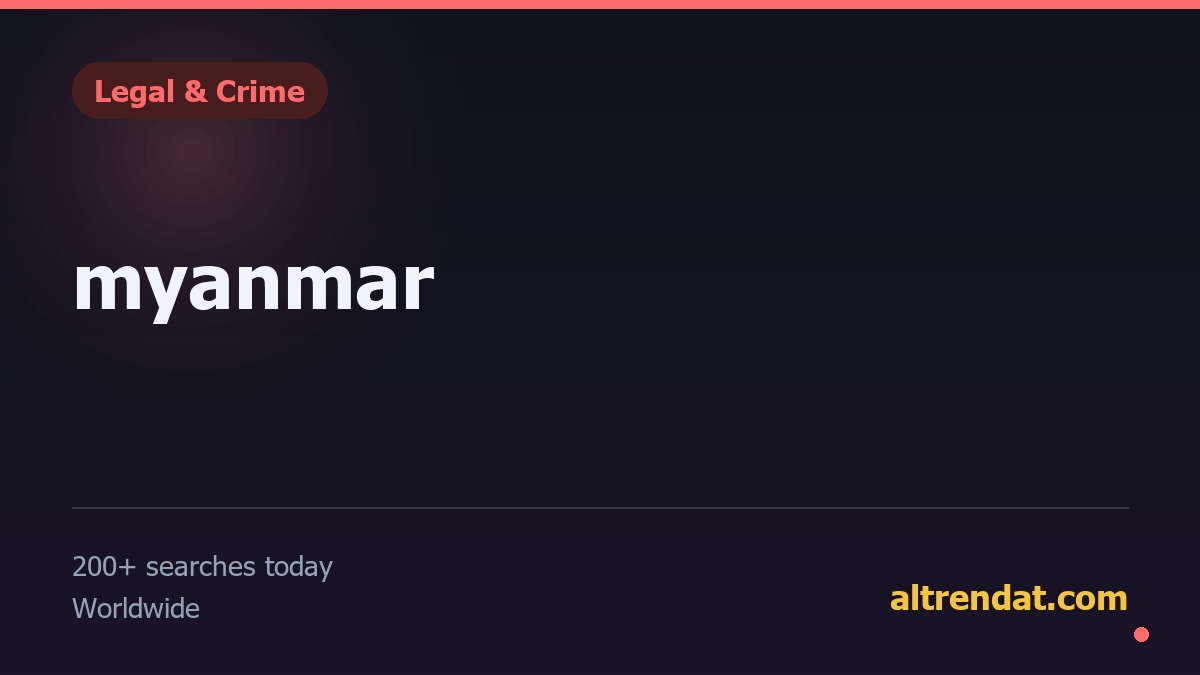 Legal & Crime
myanmar
200+ searches today
Worldwide
altrendat.com